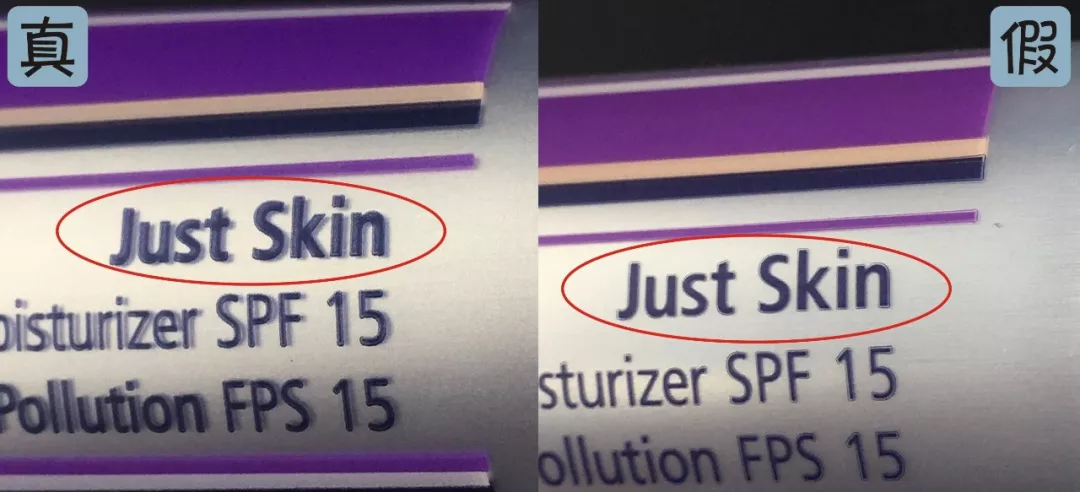 真
Just Skin
oisturizer SPF 15
Pollution FPS 15
假
Just Skin
sturizer SPF 15
ollution FPS 15